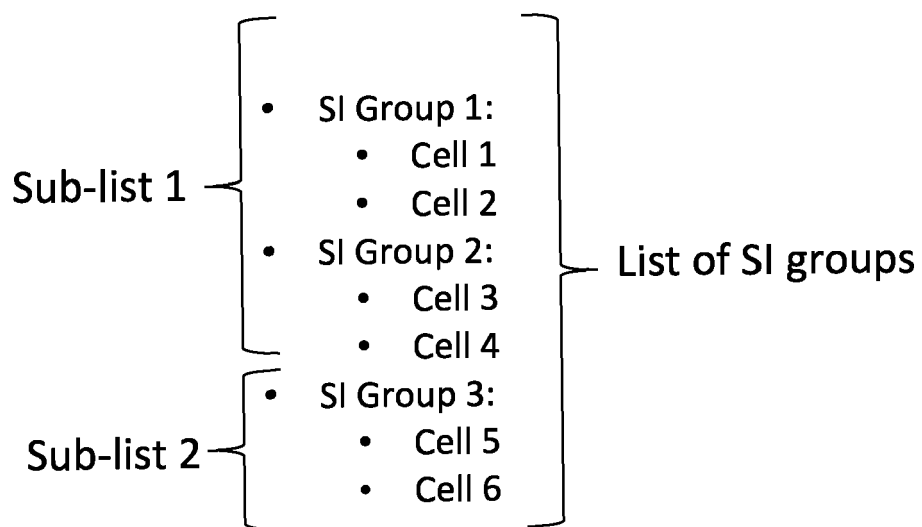 Sub-list 1
• SI Group 1:
• Cell 1
• Cell 2
• SI Group 2:
• Cell 3
• Cell 4
Sub-list 2
• SI Group 3:
• Cell 5
• Cell 6
List of SI groups